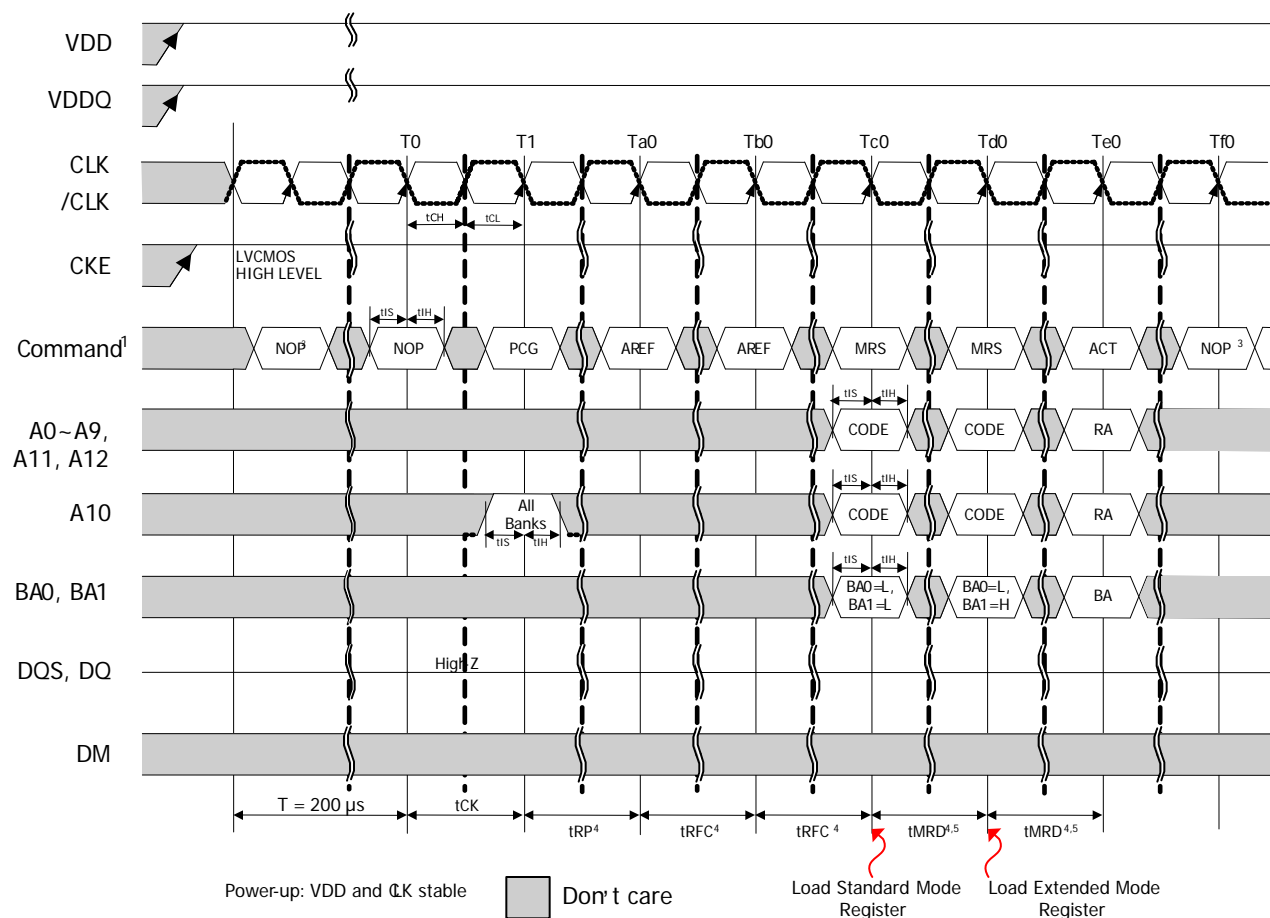 VDD
VDDQ
T0 T1 Ta0 Tb0 Tc0 Td0 Te0 Tf0
CLK
/CLK
tCH tCL
CKE
LVCMOS
HIGH LEVEL
tIS tIH
Command1 NOP3 NOP PCG AREF AREF MRS MRS ACT NOP 3
tIS tIH
A0~A9,
A11, A12
CODE CODE RA
tIS tIH
A10
All
Banks
CODE CODE RA
tIS tIH
tIS tIH
BA0, BA1
BA0=L,
BA1=L
BA0=L,
BA1=H
BA
High-Z
DQS, DQ
DM
T = 200 µs tCK
tRP4 tRFC4 tRFC 4 tMRD4,5 tMRD4,5
Power-up: VDD and CLK stable
Don't care
Load Standard Mode
Register
Load Extended Mode
Register